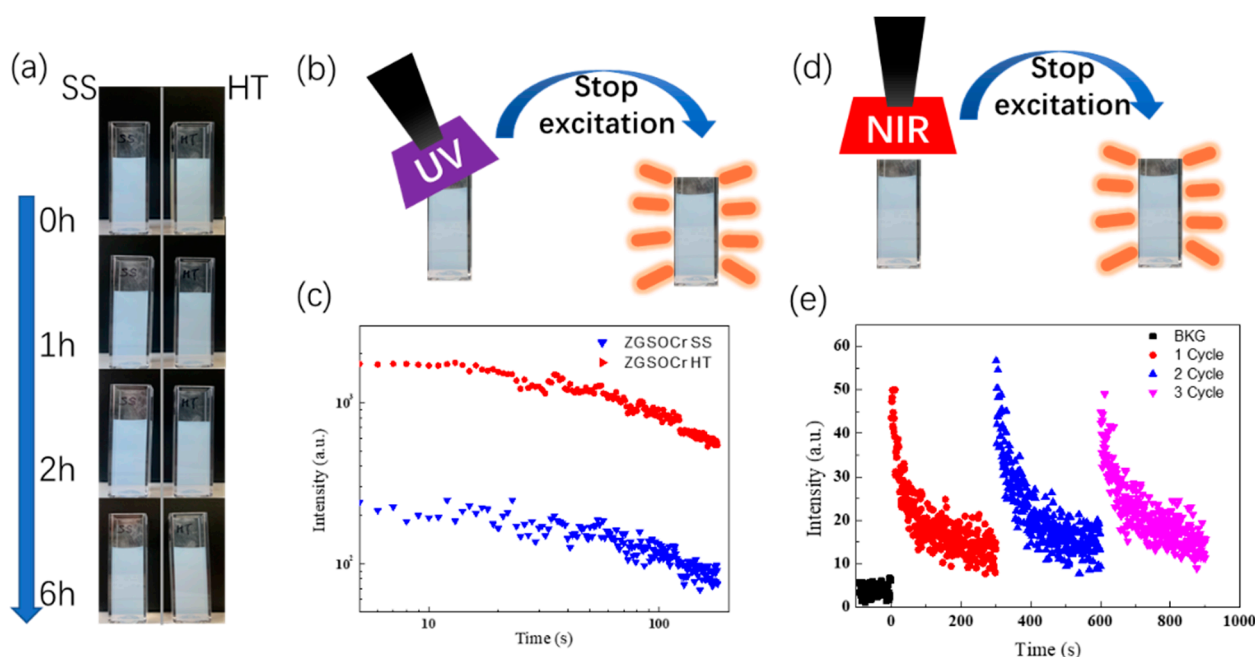 (a)
SS
HT
SS
HT
0h
SS
HT
1h
SS
HT
2h
SS
HT
6h
(b)
UV
Stop
excitation
(c)
ZGSOCr SS
ZGSOCr HT
10³
10²
Intensity (a.u.)
10
100
Time (s)
(d)
NIR
Stop
excitation
(e)
BKG
1 Cycle
2 Cycle
3 Cycle
60
50
40
30
20
10
0
Intensity (a.u.)
0
200
400
600
800
1000
Time (s)